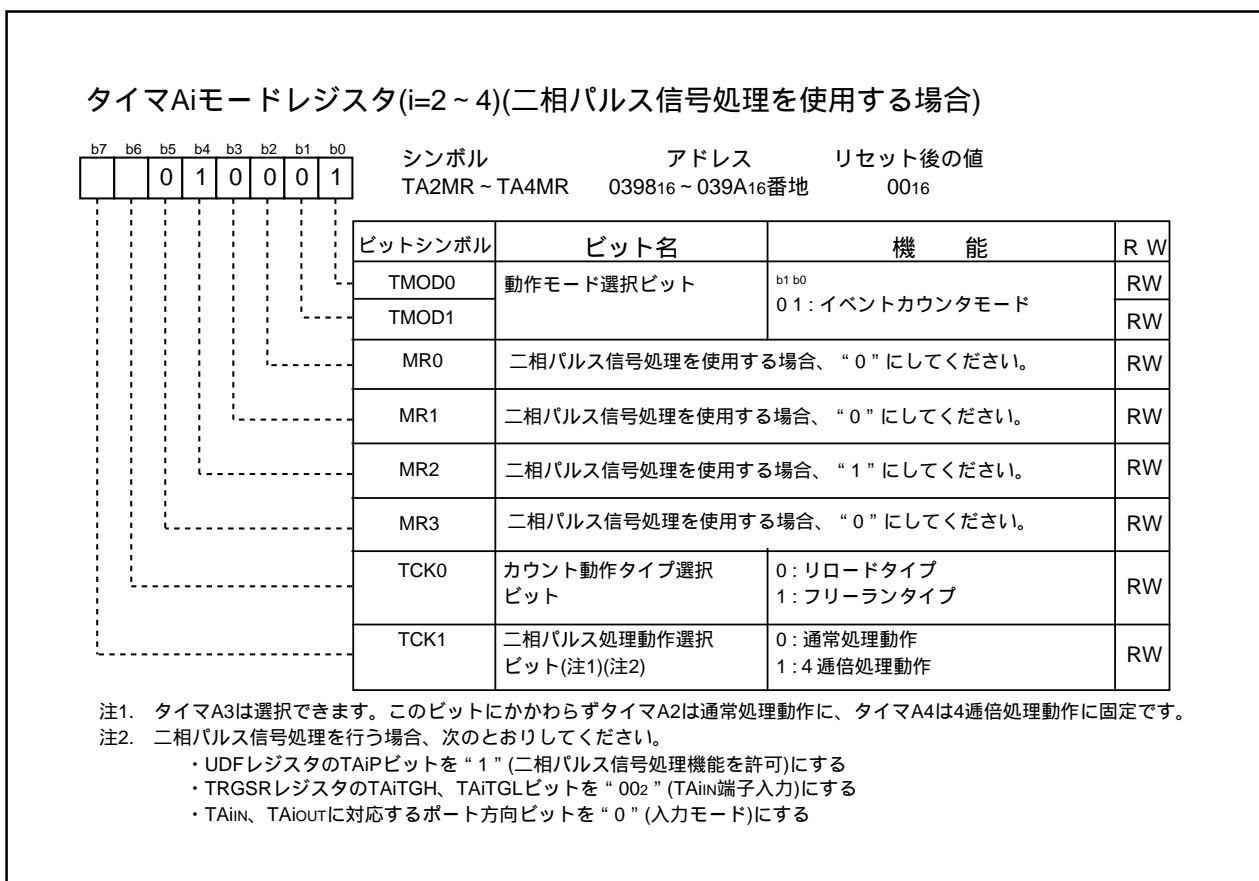 タイマAiモードレジスタ(i=2 ~ 4)(二相パルス信号処理を使用する場合)
b7 b6 b5 b4 b3 b2 b1 b0
0 1 0 0 0 1
シンボル アドレス リセット後の値
TA2MR ~ TA4MR 039816 ~ 039A16番地 0016
ビットシンボル ビット名 機 能 R W
TMOD0 動作モード選択ビット b1 b0 RW
0 1 : イベントカウンタモード
TMOD1 RW
MR0 二相パルス信号処理を使用する場合、“ 0 ” にしてください。 RW
MR1 二相パルス信号処理を使用する場合、“ 0 ” にしてください。 RW
MR2 二相パルス信号処理を使用する場合、“ 1 ” にしてください。 RW
MR3 二相パルス信号処理を使用する場合、“ 0 ” にしてください。 RW
TCK0 カウント動作タイプ選択 0 : リロードタイプ RW
ビット 1 : フリーランタイプ
TCK1 二相パルス処理動作選択 0 : 通常処理動作 RW
ビット(注1)(注2) 1 : 4 逓倍処理動作
注1. タイマA3は選択できます。このビットにかかわらずタイマA2は通常処理動作に、タイマA4は4逓倍処理動作に固定です。
注2. 二相パルス信号処理を行う場合、次のとおりしてください。
・UDFレジスタのTAiPビットを “ 1 ” (二相パルス信号処理機能を許可)にする
・TRGSRレジスタのTAiTGH、TAiTGLビットを “ 002 ” (TAiIN端子入力)にする
・TAiIN、TAiOUTに対応するポート方向ビットを “ 0 ” (入力モード)にする